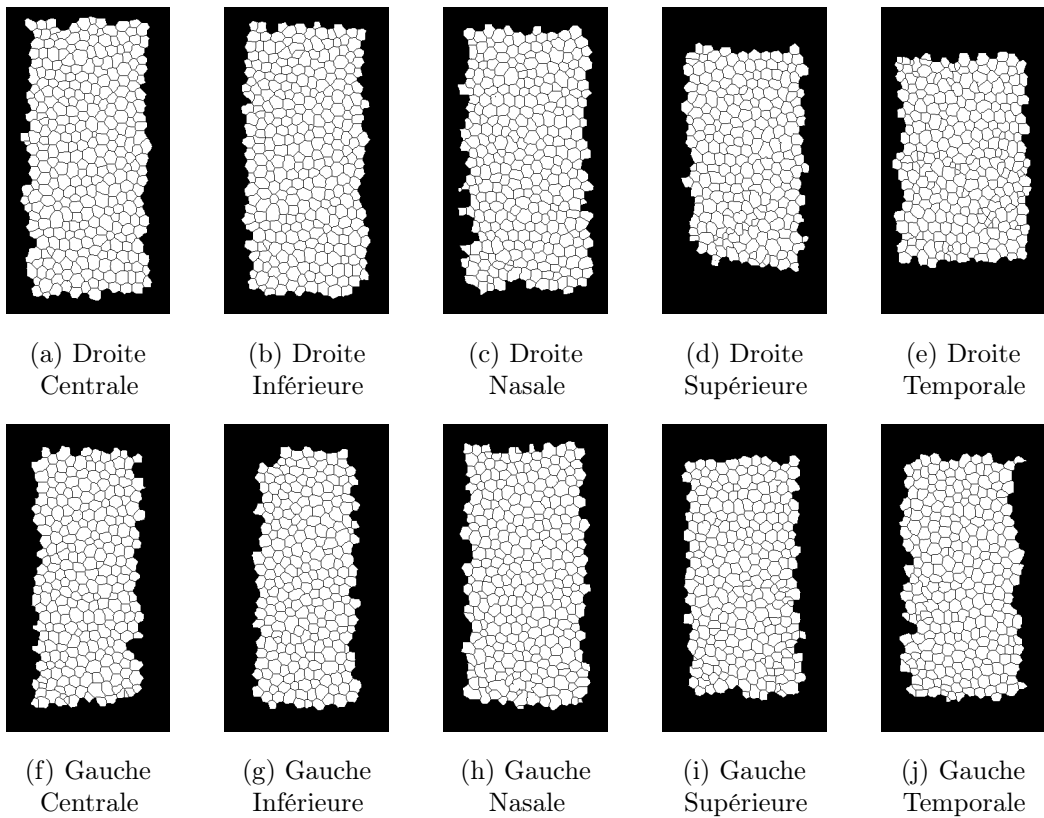 (a) Droite
Centrale
(b) Droite
Inférieure
(c) Droite
Nasale
(d) Droite
Supérieure
(e) Droite
Temporale
(f) Gauche
Centrale
(g) Gauche
Inférieure
(h) Gauche
Nasale
(i) Gauche
Supérieure
(j) Gauche
Temporale